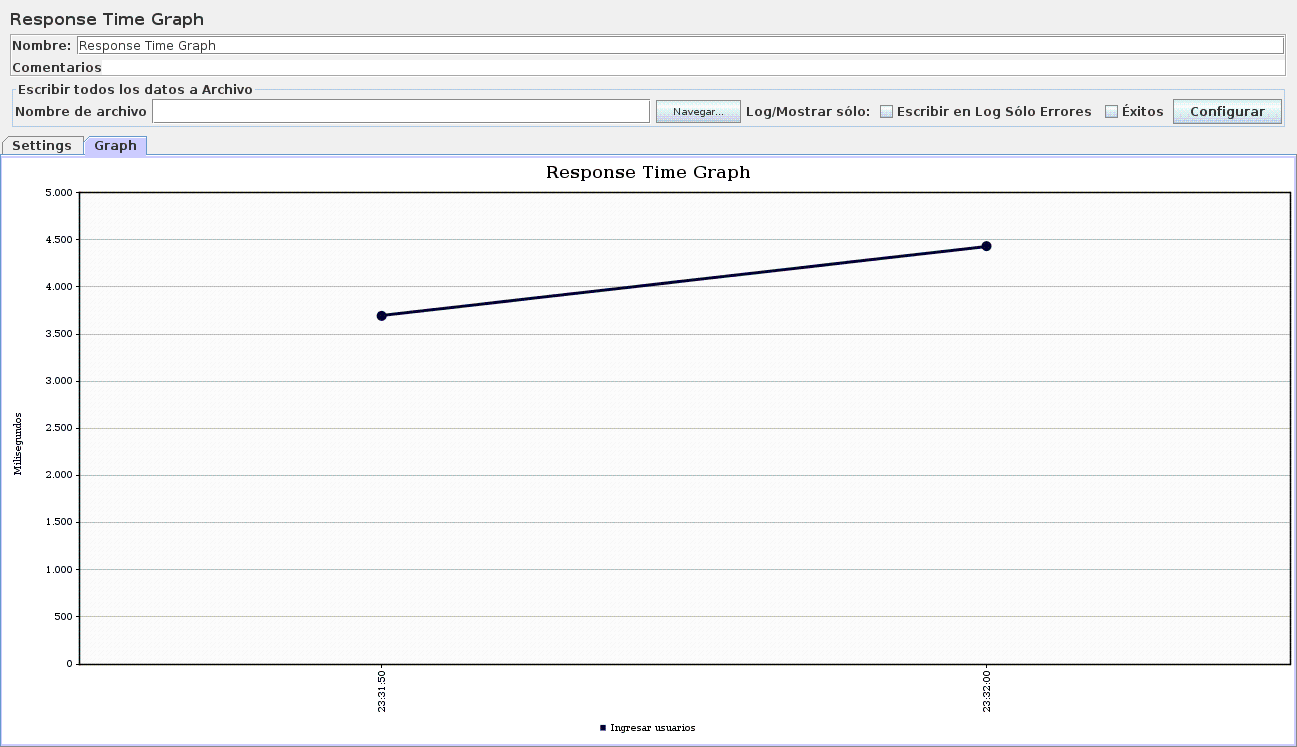 Response Time Graph
Nombre: Response Time Graph
Comentarios
Escribir todos los datos a Archivo
Nombre de archivo Navegar... Log/Mostrar sólo: Escribir en Log Sólo Errores Éxitos Configurar
Settings Graph
Response Time Graph
5.000
4.500
4.000
3.500
3.000
2.500
2.000
1.500
1.000
500
0
Milisegundos
23:31:50 23:32:00
Ingresar usuarios